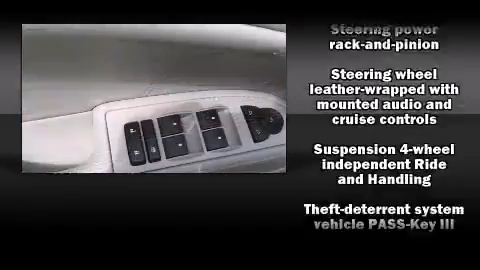 Steering power
rack-and-pinion
Steering wheel
leather-wrapped with
mounted audio and
cruise controls
Suspension 4-wheel
independent Ride
and Handling
Theft-deterrent system
vehicle PASS-Key III